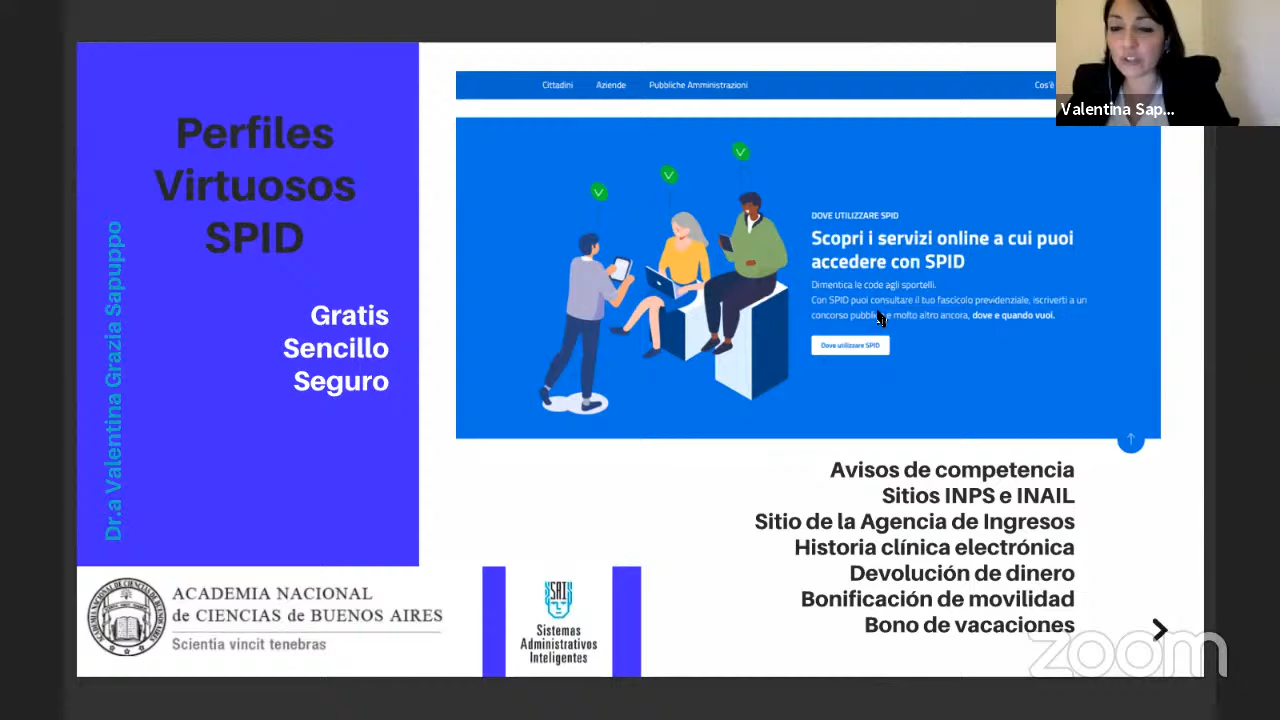 Perfiles
Virtuosos
SPID
Dr.a Valentina Grazia Sapuppo
Gratis
Sencillo
Seguro
Cittadini Aziende Pubbliche Amministrazioni Cos'è
DOVE UTILIZZARE SPID
Scopri i servizi online a cui puoi
accedere con SPID
Dimentica le code agli sportelli.
Con SPID puoi consultare il tuo fascicolo previdenziale, iscriverti a un
concorso e molto altro ancora, dove e quando vuoi.
Dove utilizzare SPID
Valentina Sap...
Avisos de competencia
Sitios INPS e INAIL
Sitio de la Agencia de Ingresos
Historia clínica electrónica
Devolución de dinero
Bonificación de movilidad
Bono de vacaciones
ACADEMIA NACIONAL
de CIENCIAS de BUENOS AIRES
Scientia vincit tenebras
SAI
Sistemas
Administrativos
Inteligentes
zoom